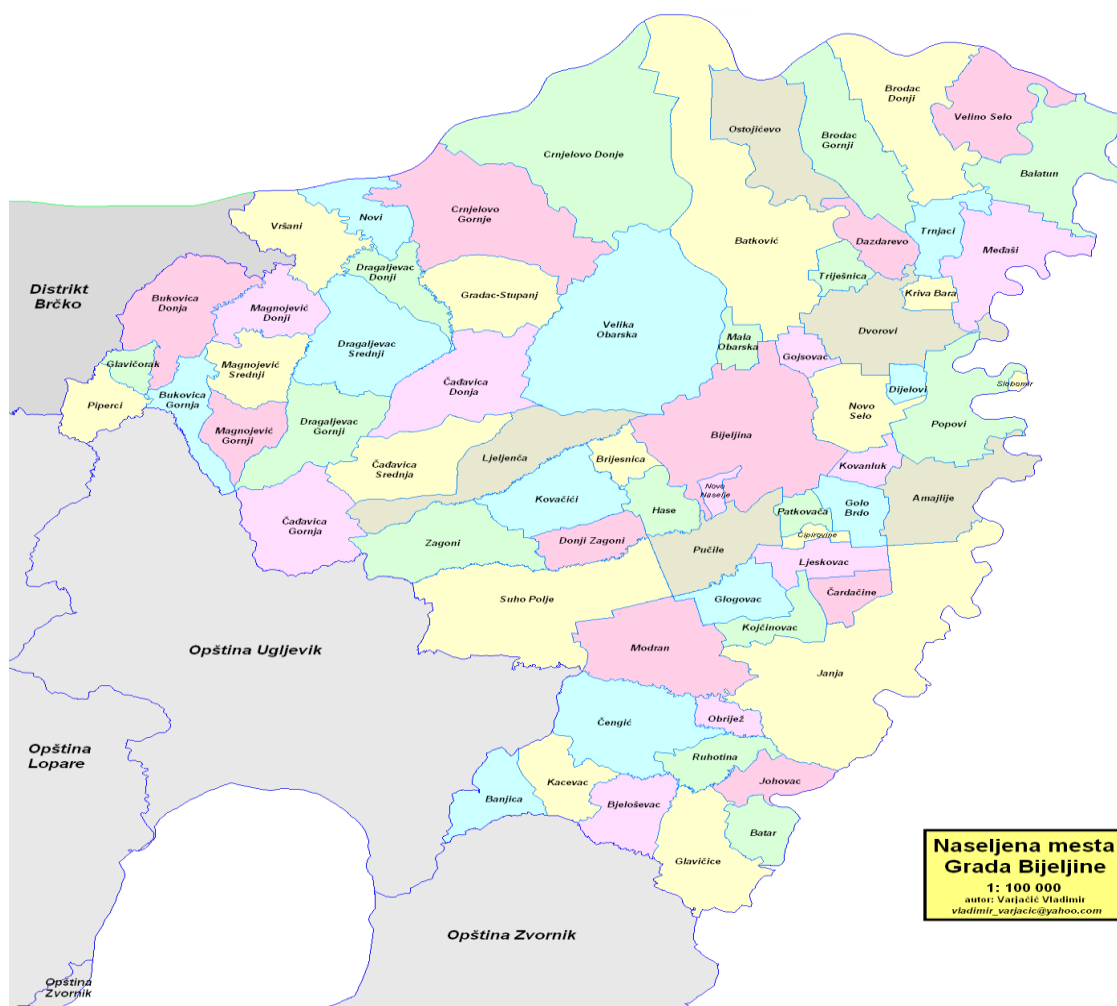 Brodac
Donji
Velino Selo
Ostojićevo
Brodac
Gornji
Crnjelovo Donje
Balatun
Crnjelovo
Gornje
Novi
Vršani
Trnjaci
Dazdarevo
Batković
Međaši
Dragaljevac
Donji
Triješnica
Distrikt
Brčko
Bukovica
Donja
Gradac-Stupanj
Kriva Bara
Magnojević
Donji
Velika
Obarska
Dvorovi
Mala
Obarska
Dragaljevac
Srednji
Gojsovac
Glavičorak
Magnojević
Srednji
Čađavica
Donja
Slobomir
Dijelovi
Bukovica
Gornja
Piperci
Novo
Selo
Popovi
Dragaljevac
Gornji
Magnojević
Gornji
Bijeljina
Kovanluk
Ljeljenča
Brijesnica
Čađavica
Srednja
Novo
Naselje
Kovačići
Golo
Brdo
Amajlije
Hase
Patkovača
Čađavica
Gornja
Čipirovine
Zagoni
Donji Zagoni
Pučile
Ljeskovac
Čardačine
Suho Polje
Glogovac
Kojčinovac
Opština Ugljevik
Modran
Janja
Čengić
Obrijež
Opština
Lopare
Ruhotina
Kacevac
Johovac
Banjica
Bjeloševac
Batar
Glavičice
Naseljena mesta
Grada Bijeljine
1: 100 000
autor: Varjačić Vladimir
vladimir_varjacic@yahoo.com
Opština Zvornik
Opština
Zvornik